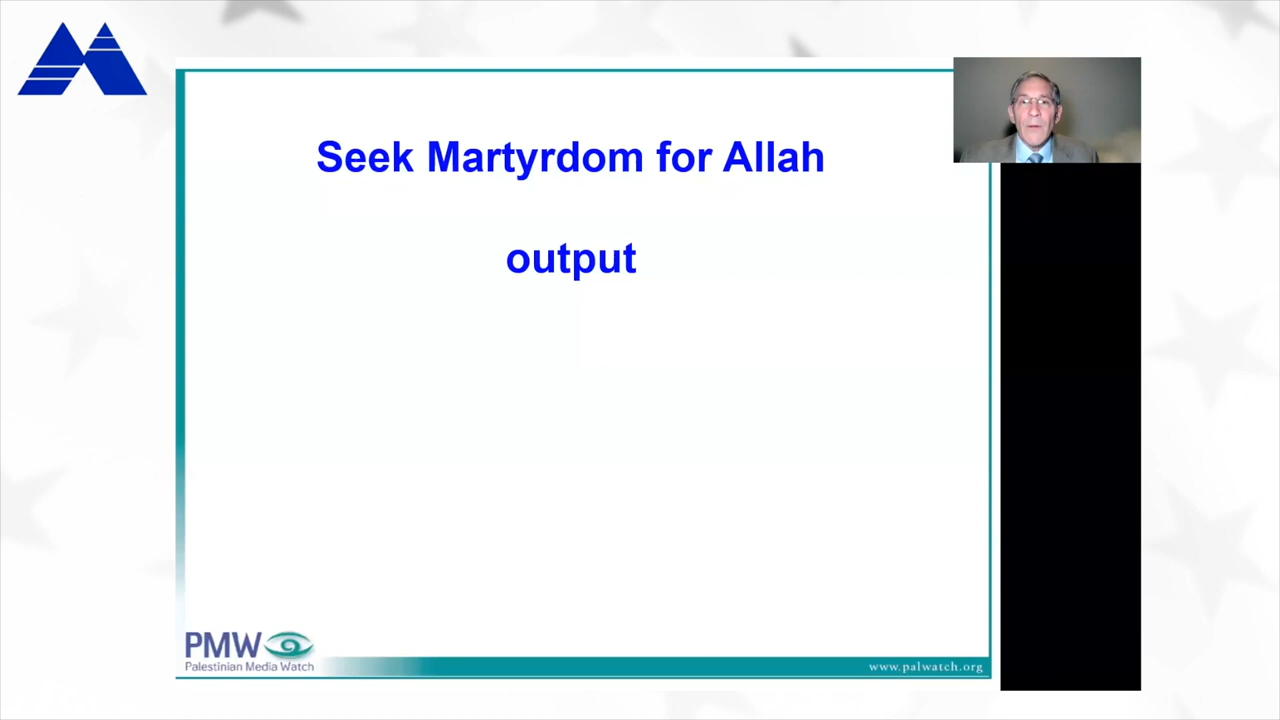 Seek Martyrdom for Allah
output
PMW
Palestinian Media Watch
www.palwatch.org